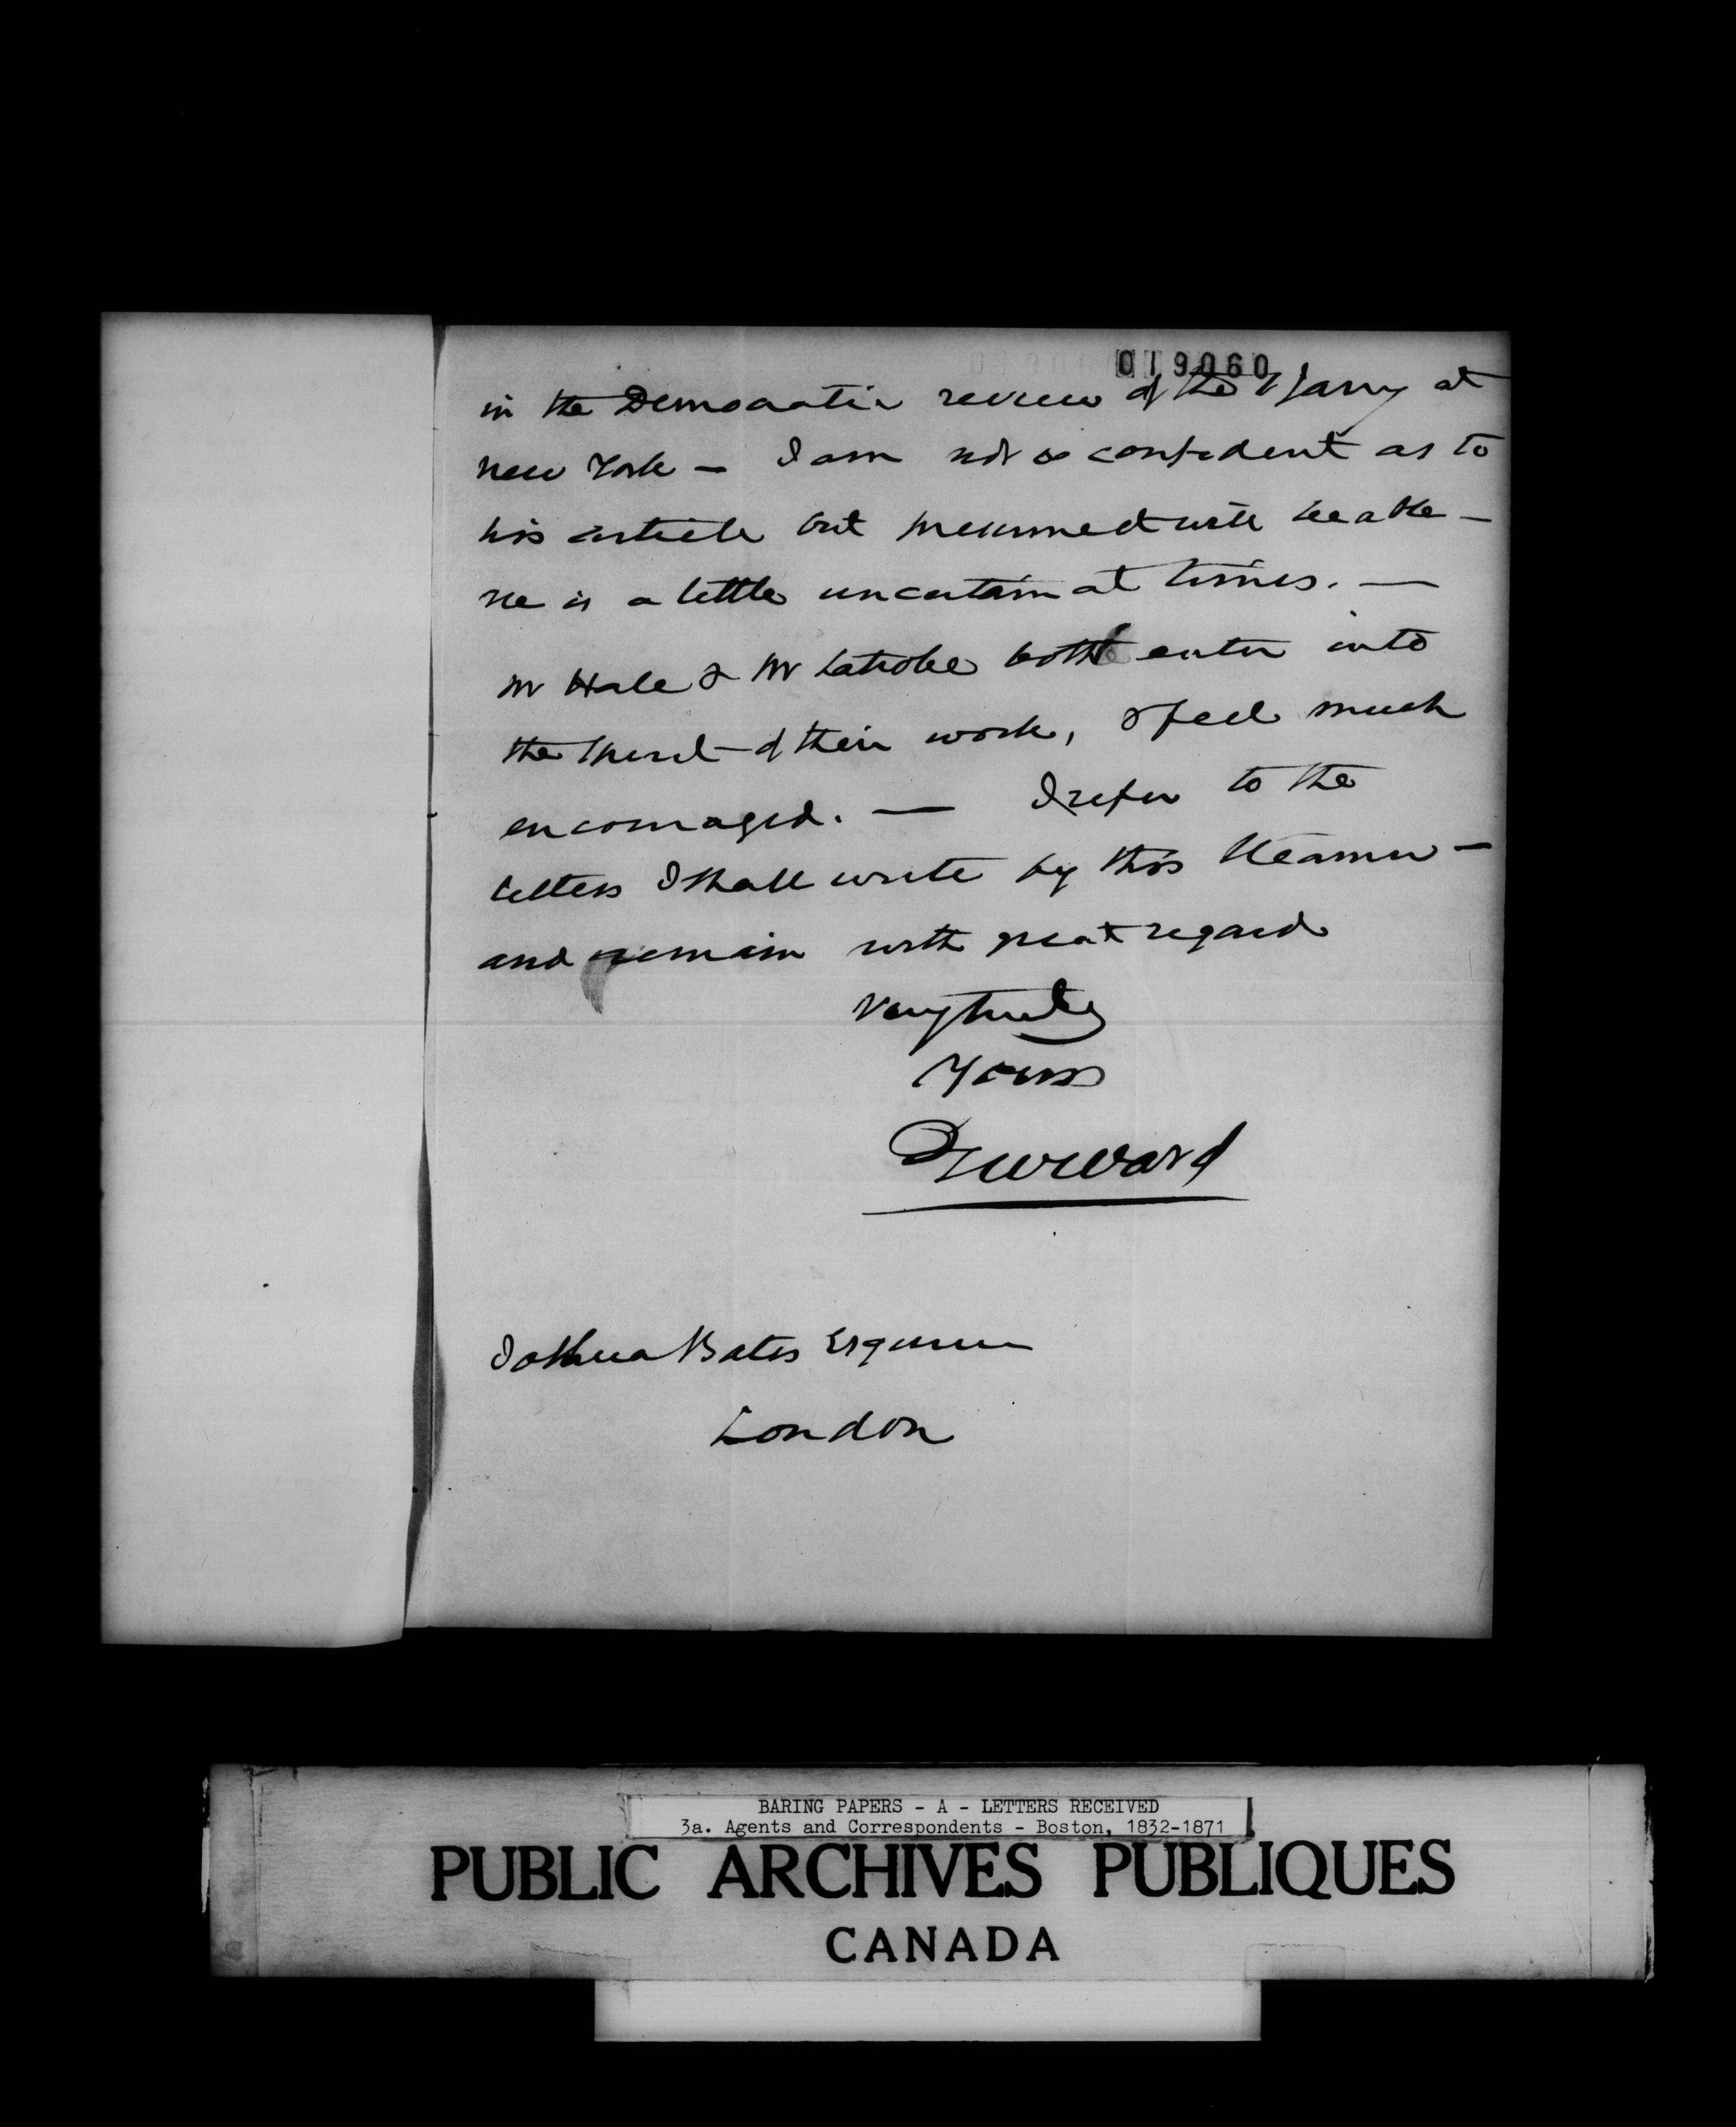 019060
in the Democratic review of the 1 Jany at
New York – I am not so confident as to
his article but presume it will be able –
he is a little uncertain at times. –
Mr Hale & Mr Latrobe both enter into
the spirit of their work, & feel much
encouraged. – I refer to the
letters I shall write by this Steamer –
and remain with great regard
Very truly
Yours
TWWard
Joshua Bates Esquire
London
BARING PAPERS - A - LETTERS RECEIVED
3a. Agents and Correspondents - Boston, 1832-1871
PUBLIC ARCHIVES PUBLIQUES
CANADA